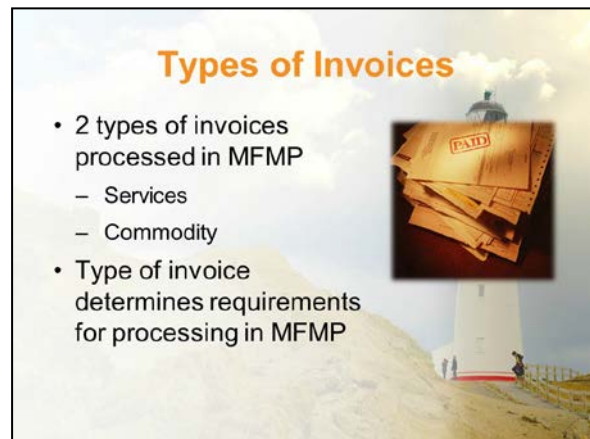 Types of Invoices
• 2 types of invoices
processed in MFMP
– Services
– Commodity
• Type of invoice
determines requirements
for processing in MFMP
PAID